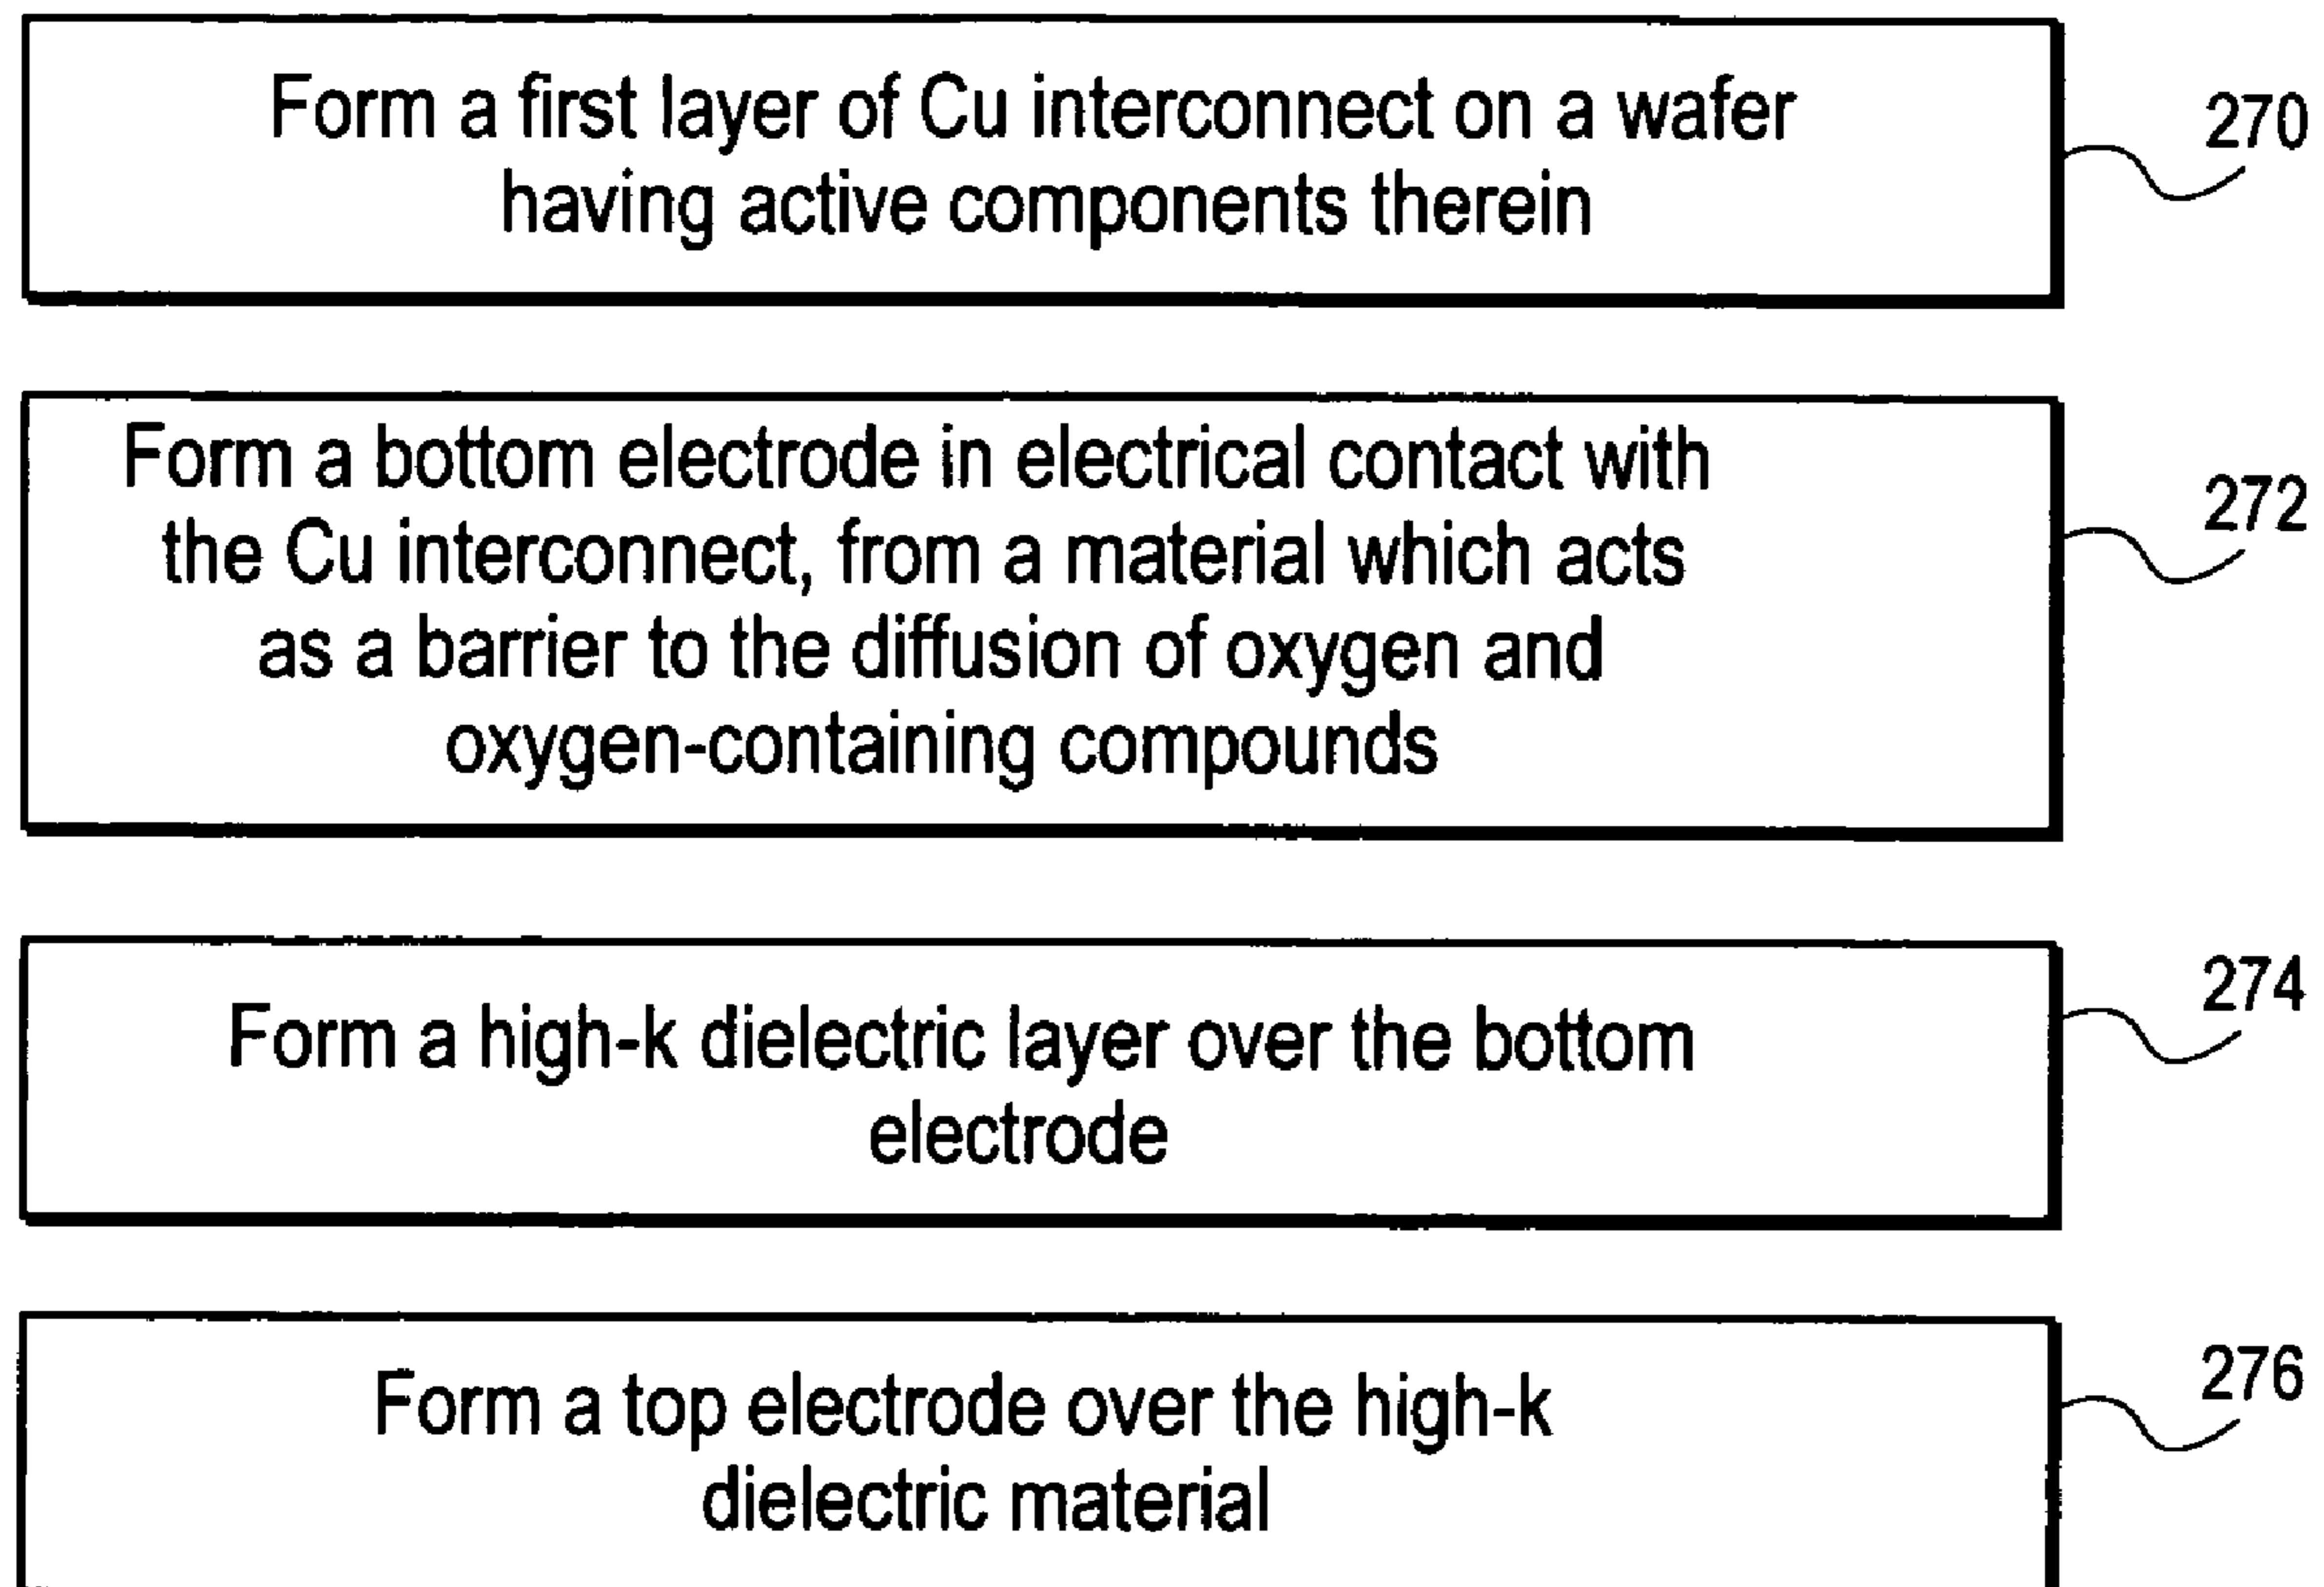 Form a first layer of Cu interconnect on a wafer
having active components therein
270
Form a bottom electrode in electrical contact with
the Cu interconnect, from a material which acts
as a barrier to the diffusion of oxygen and
oxygen-containing compounds
272
Form a high-k dielectric layer over the bottom
electrode
274
Form a top electrode over the high-k
dielectric material
276